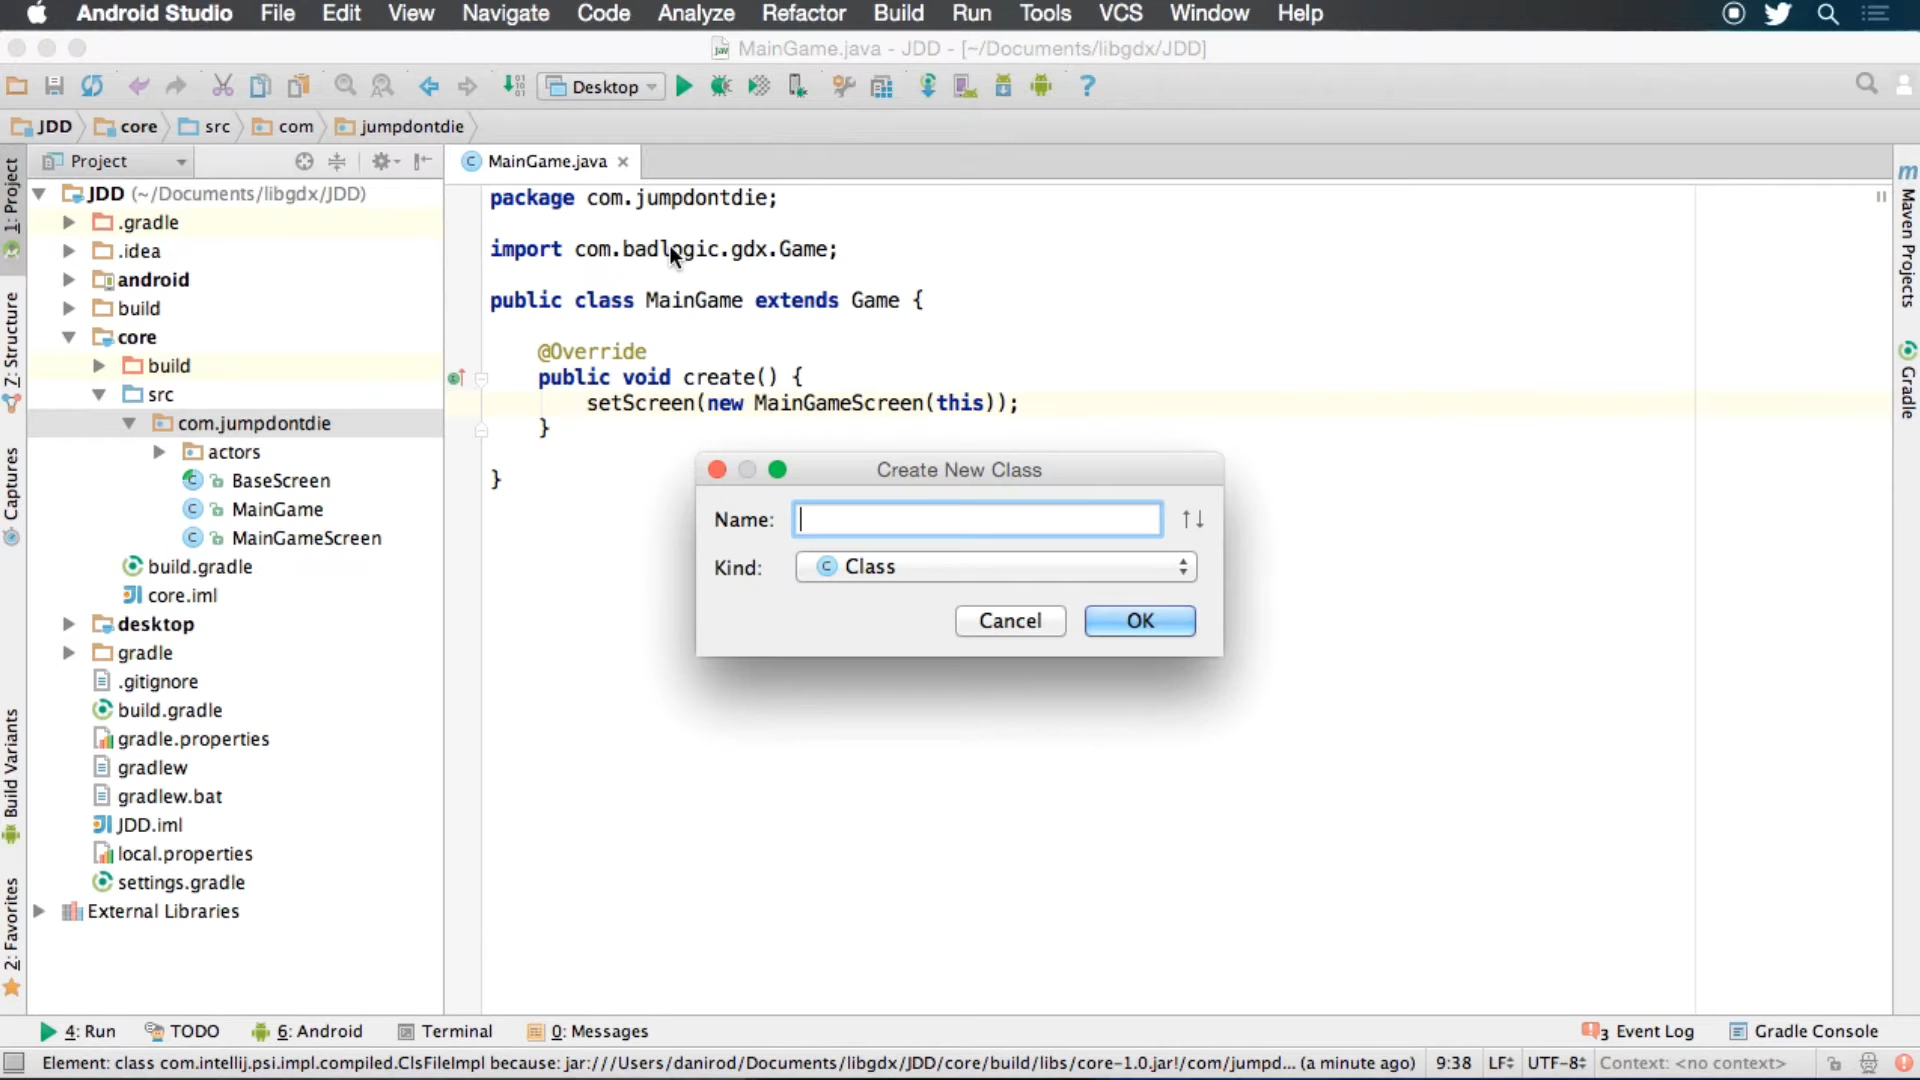 Android Studio File Edit View Navigate Code Analyze Refactor Build Run Tools VCS Window Help
MainGame.java - JDD - [~/Documents/libgdx/JDD]
Desktop
JDD core src com jumpdontdie
Project
MainGame.java
JDD (~/Documents/libgdx/JDD)
.gradle
.idea
android
build
core
build
src
com.jumpdontdie
actors
BaseScreen
MainGame
MainGameScreen
build.gradle
core.iml
desktop
gradle
.gitignore
build.gradle
gradle.properties
gradlew
gradlew.bat
JDD.iml
local.properties
settings.gradle
External Libraries
1: Project
7: Structure
Captures
Build Variants
2: Favorites
package com.jumpdontdie;
import com.badlogic.gdx.Game;
public class MainGame extends Game {
@Override
public void create() {
setScreen(new MainGameScreen(this));
}
}
Create New Class
Name:
Kind: Class
Cancel OK
Maven Projects
Gradle
4: Run TODO 6: Android Terminal 0: Messages 3 Event Log Gradle Console
Element: class com.intellij.psi.impl.compiled.ClsFileImpl because: jar:///Users/danirod/Documents/libgdx/JDD/core/build/libs/core-1.0.jar!/com/jumpd... (a minute ago) 9:38 LF UTF-8 Context: <no context>